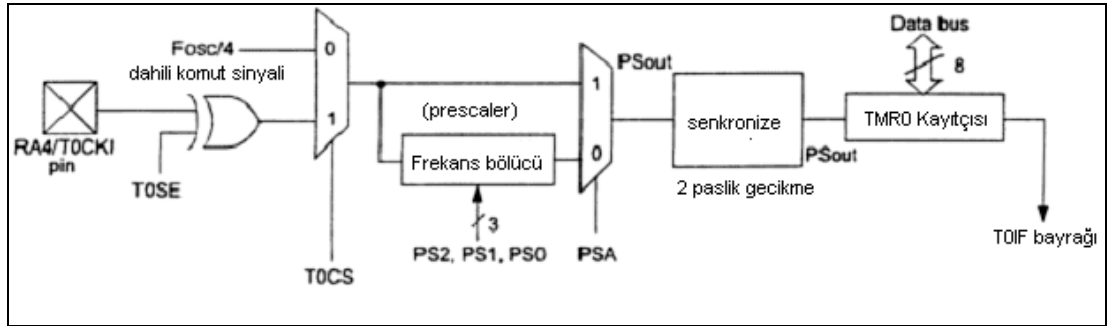 Data bus
8
Fosc/4
dahili komut sinyali
0
1
RA4/T0CKI
pin
T0SE
T0CS
(prescaler)
Frekans bölücü
3
PS2, PS1, PS0
1
0
PSA
PSout
senkronize
2 paslik gecikme
PSout
TMR0 Kayıtçısı
T0IF bayrağı